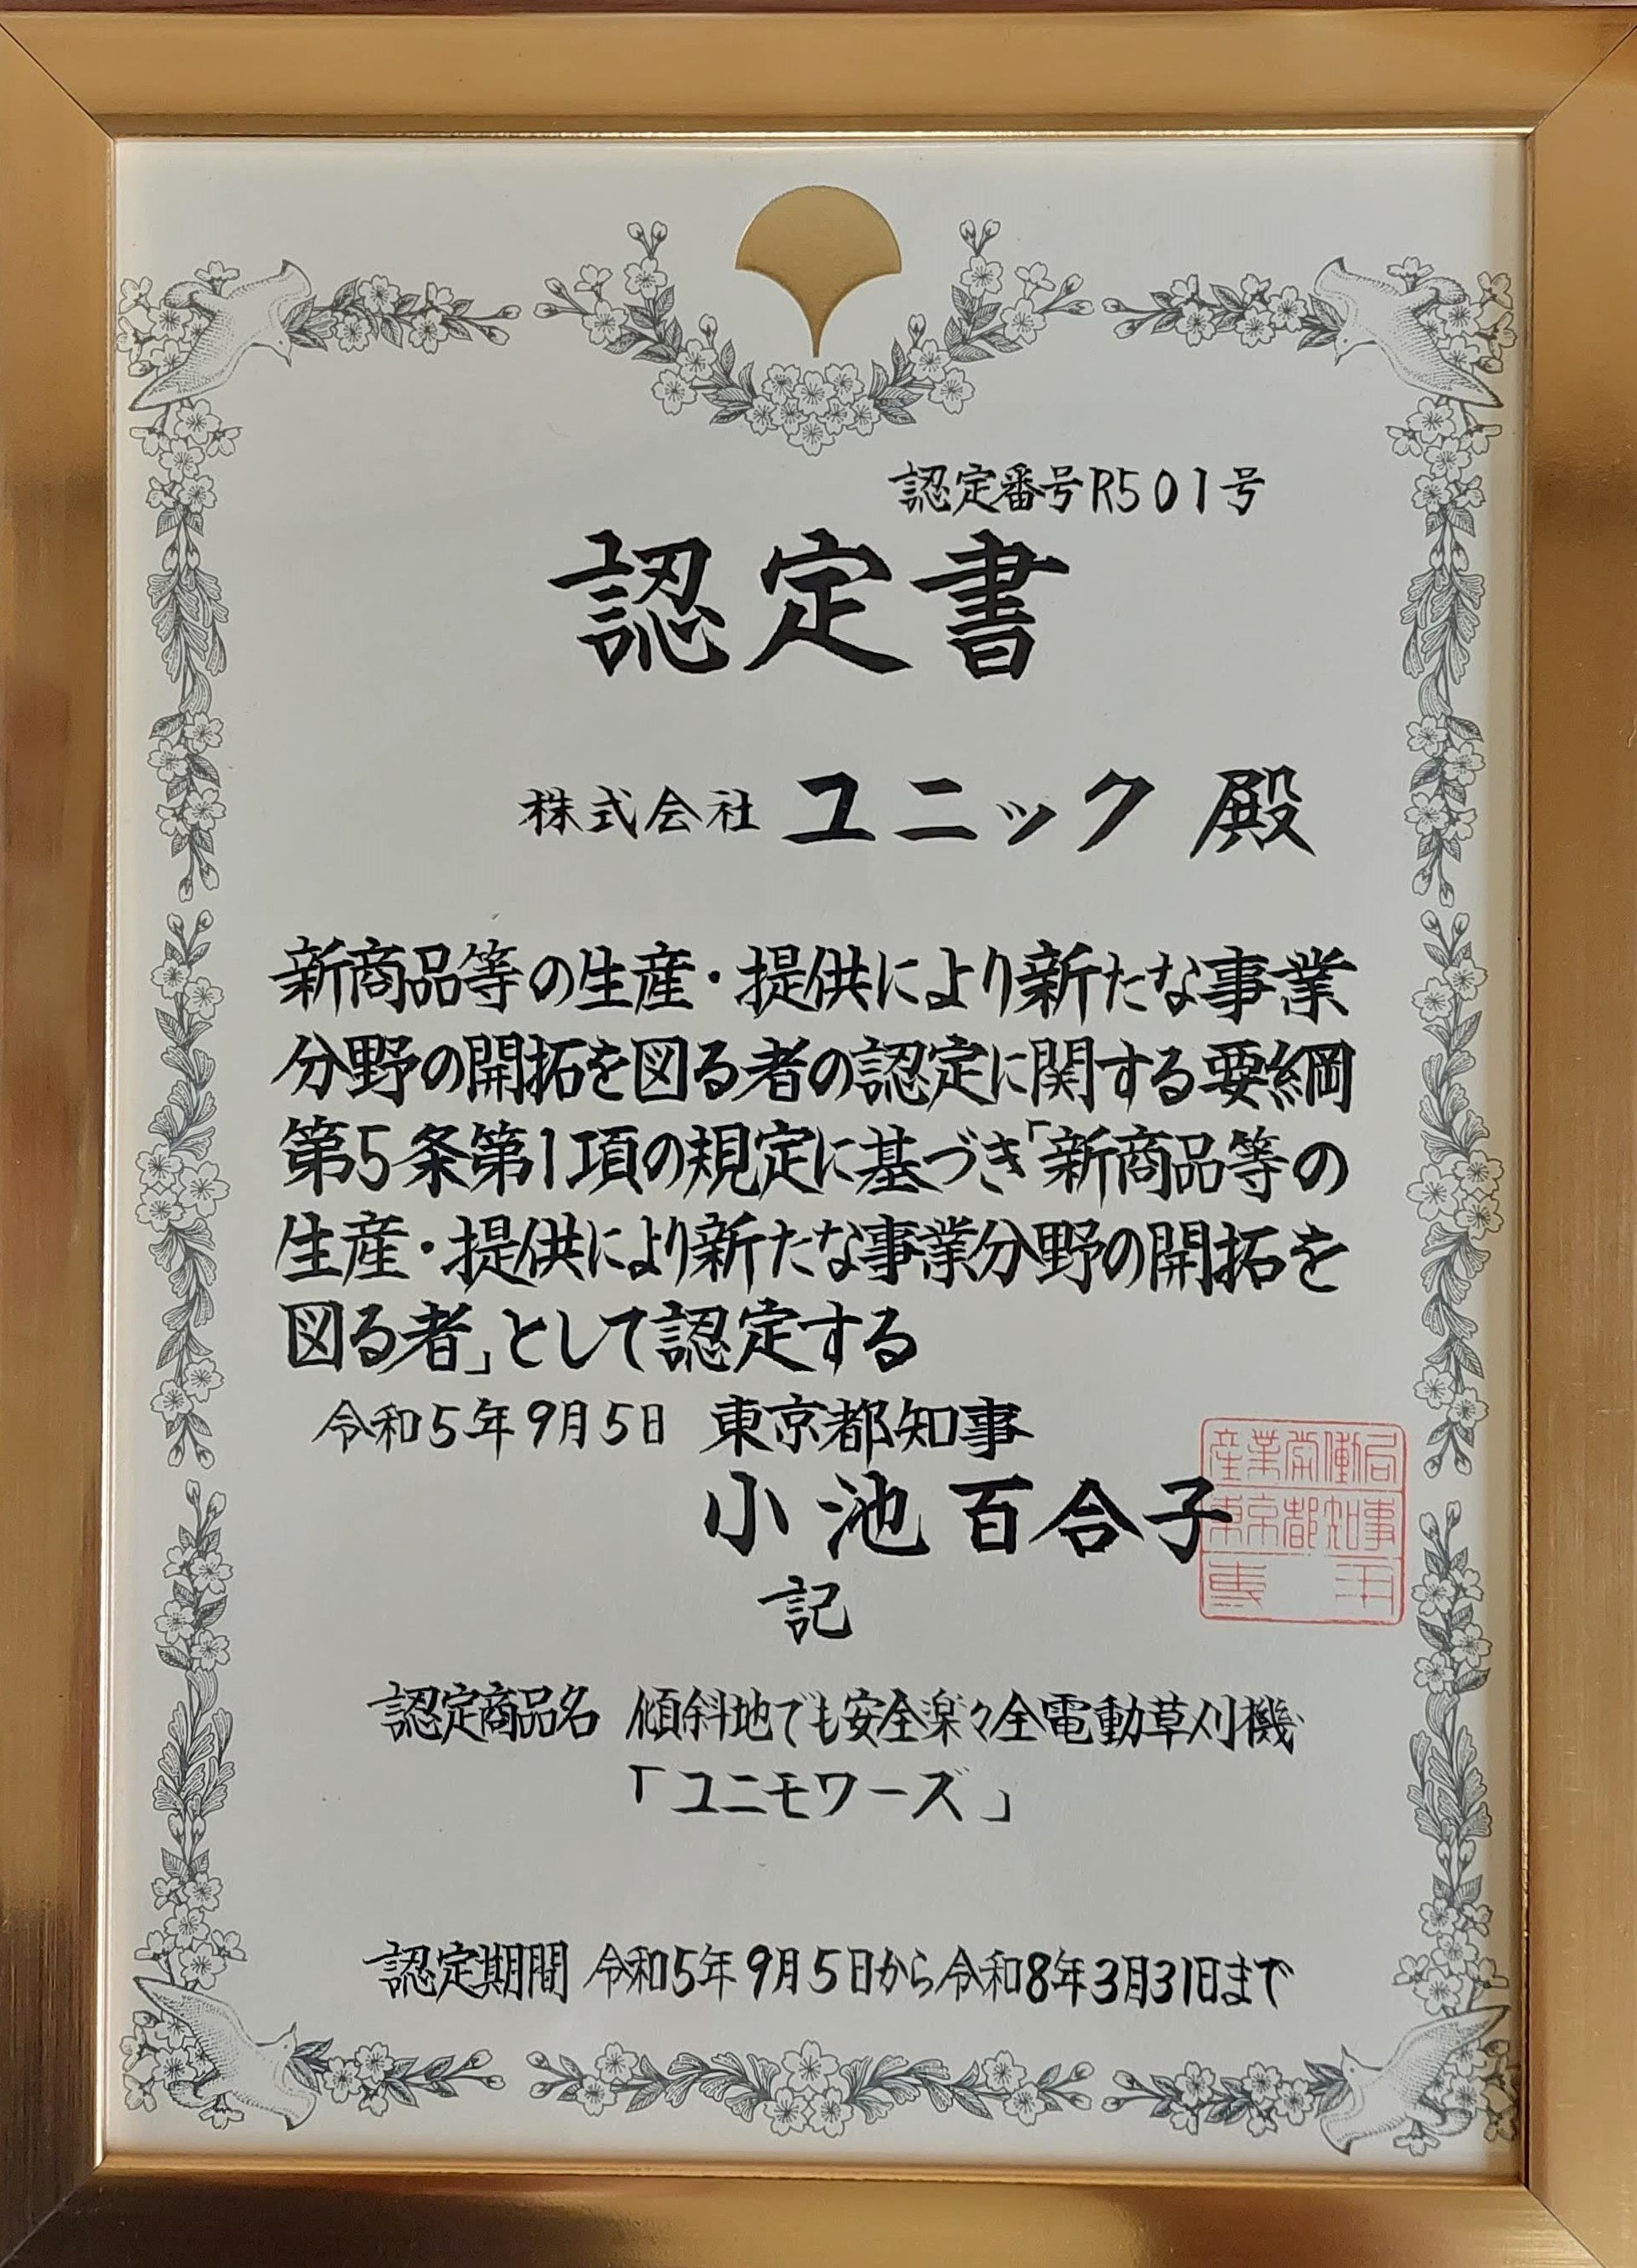 認定番号R501号
認定書
株式会社 ユニック 殿
新商品等の生産・提供により新たな事業
分野の開拓を図る者の認定に関する要綱
第5条第1項の規定に基づき「新商品等の
生産・提供により新たな事業分野の開拓を
図る者」として認定する
令和5年9月5日 東京都知事
小池百合子
産業労働局
東京都知事
専用
記
認定商品名 傾斜地でも安全楽々全電動草刈機
「ユニモワーズ」
認定期間 令和5年9月5日から令和8年3月31日まで